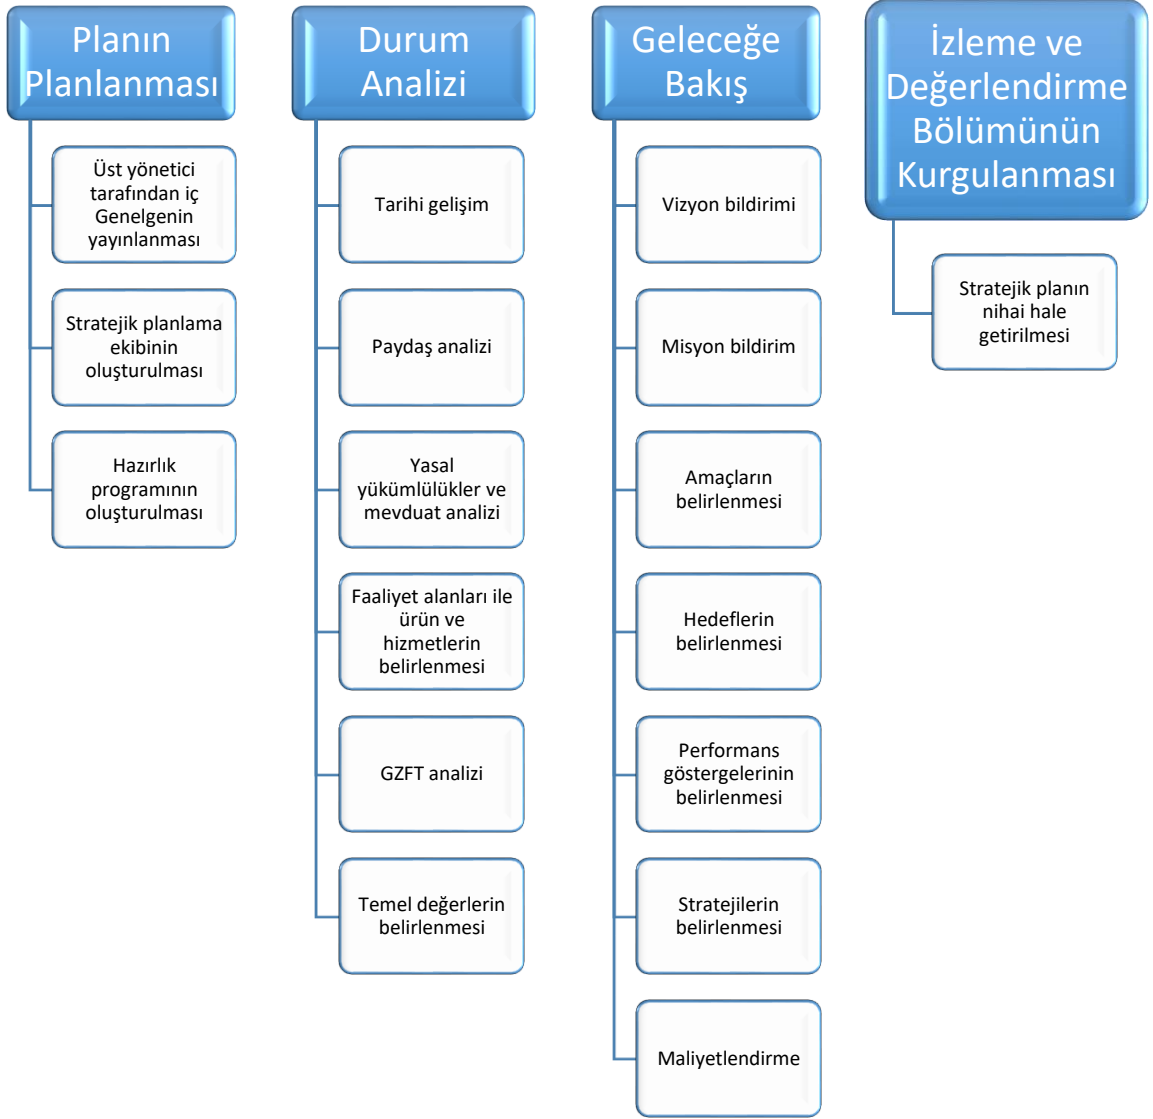 Planın
Planlanması
Üst yönetici
tarafından iç
Genelgenin
yayınlanması
Stratejik planlama
ekibinin
oluşturulması
Hazırlık
programının
oluşturulması
Durum
Analizi
Tarihi gelişim
Paydaş analizi
Yasal
yükümlülükler ve
mevduat analizi
Faaliyet alanları ile
ürün ve
hizmetlerin
belirlenmesi
GZFT analizi
Temel değerlerin
belirlenmesi
Geleceğe
Bakış
Vizyon bildirimi
Misyon bildirim
Amaçların
belirlenmesi
Hedeflerin
belirlenmesi
Performans
göstergelerinin
belirlenmesi
Stratejilerin
belirlenmesi
Maliyetlendirme
İzleme ve
Değerlendirme
Bölümünün
Kurgulanması
Stratejik planın
nihai hale
getirilmesi